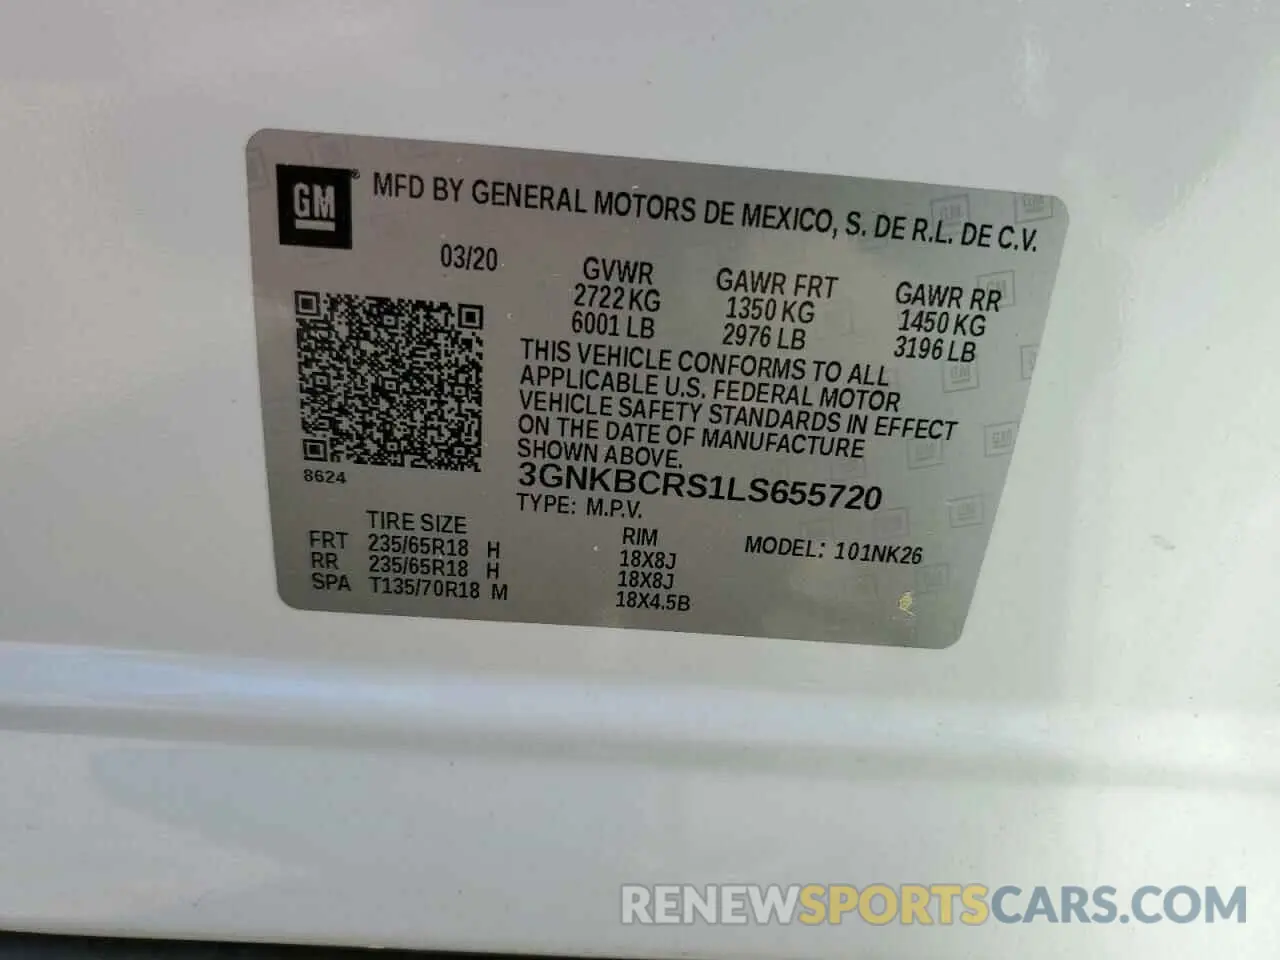 GM®
MFD BY GENERAL MOTORS DE MEXICO, S. DE R.L. DE C.V.
03/20
GVWR GAWR FRT GAWR RR
2722 KG 1350 KG 1450 KG
6001 LB 2976 LB 3196 LB
THIS VEHICLE CONFORMS TO ALL
APPLICABLE U.S. FEDERAL MOTOR
VEHICLE SAFETY STANDARDS IN EFFECT
ON THE DATE OF MANUFACTURE
SHOWN ABOVE.
8624
3GNKBCRS1LS655720
TYPE: M.P.V.
TIRE SIZE RIM MODEL: 101NK26
FRT 235/65R18 H 18X8J
RR 235/65R18 H 18X8J
SPA T135/70R18 M 18X4.5B
RENEWSPORTSCARS.COM